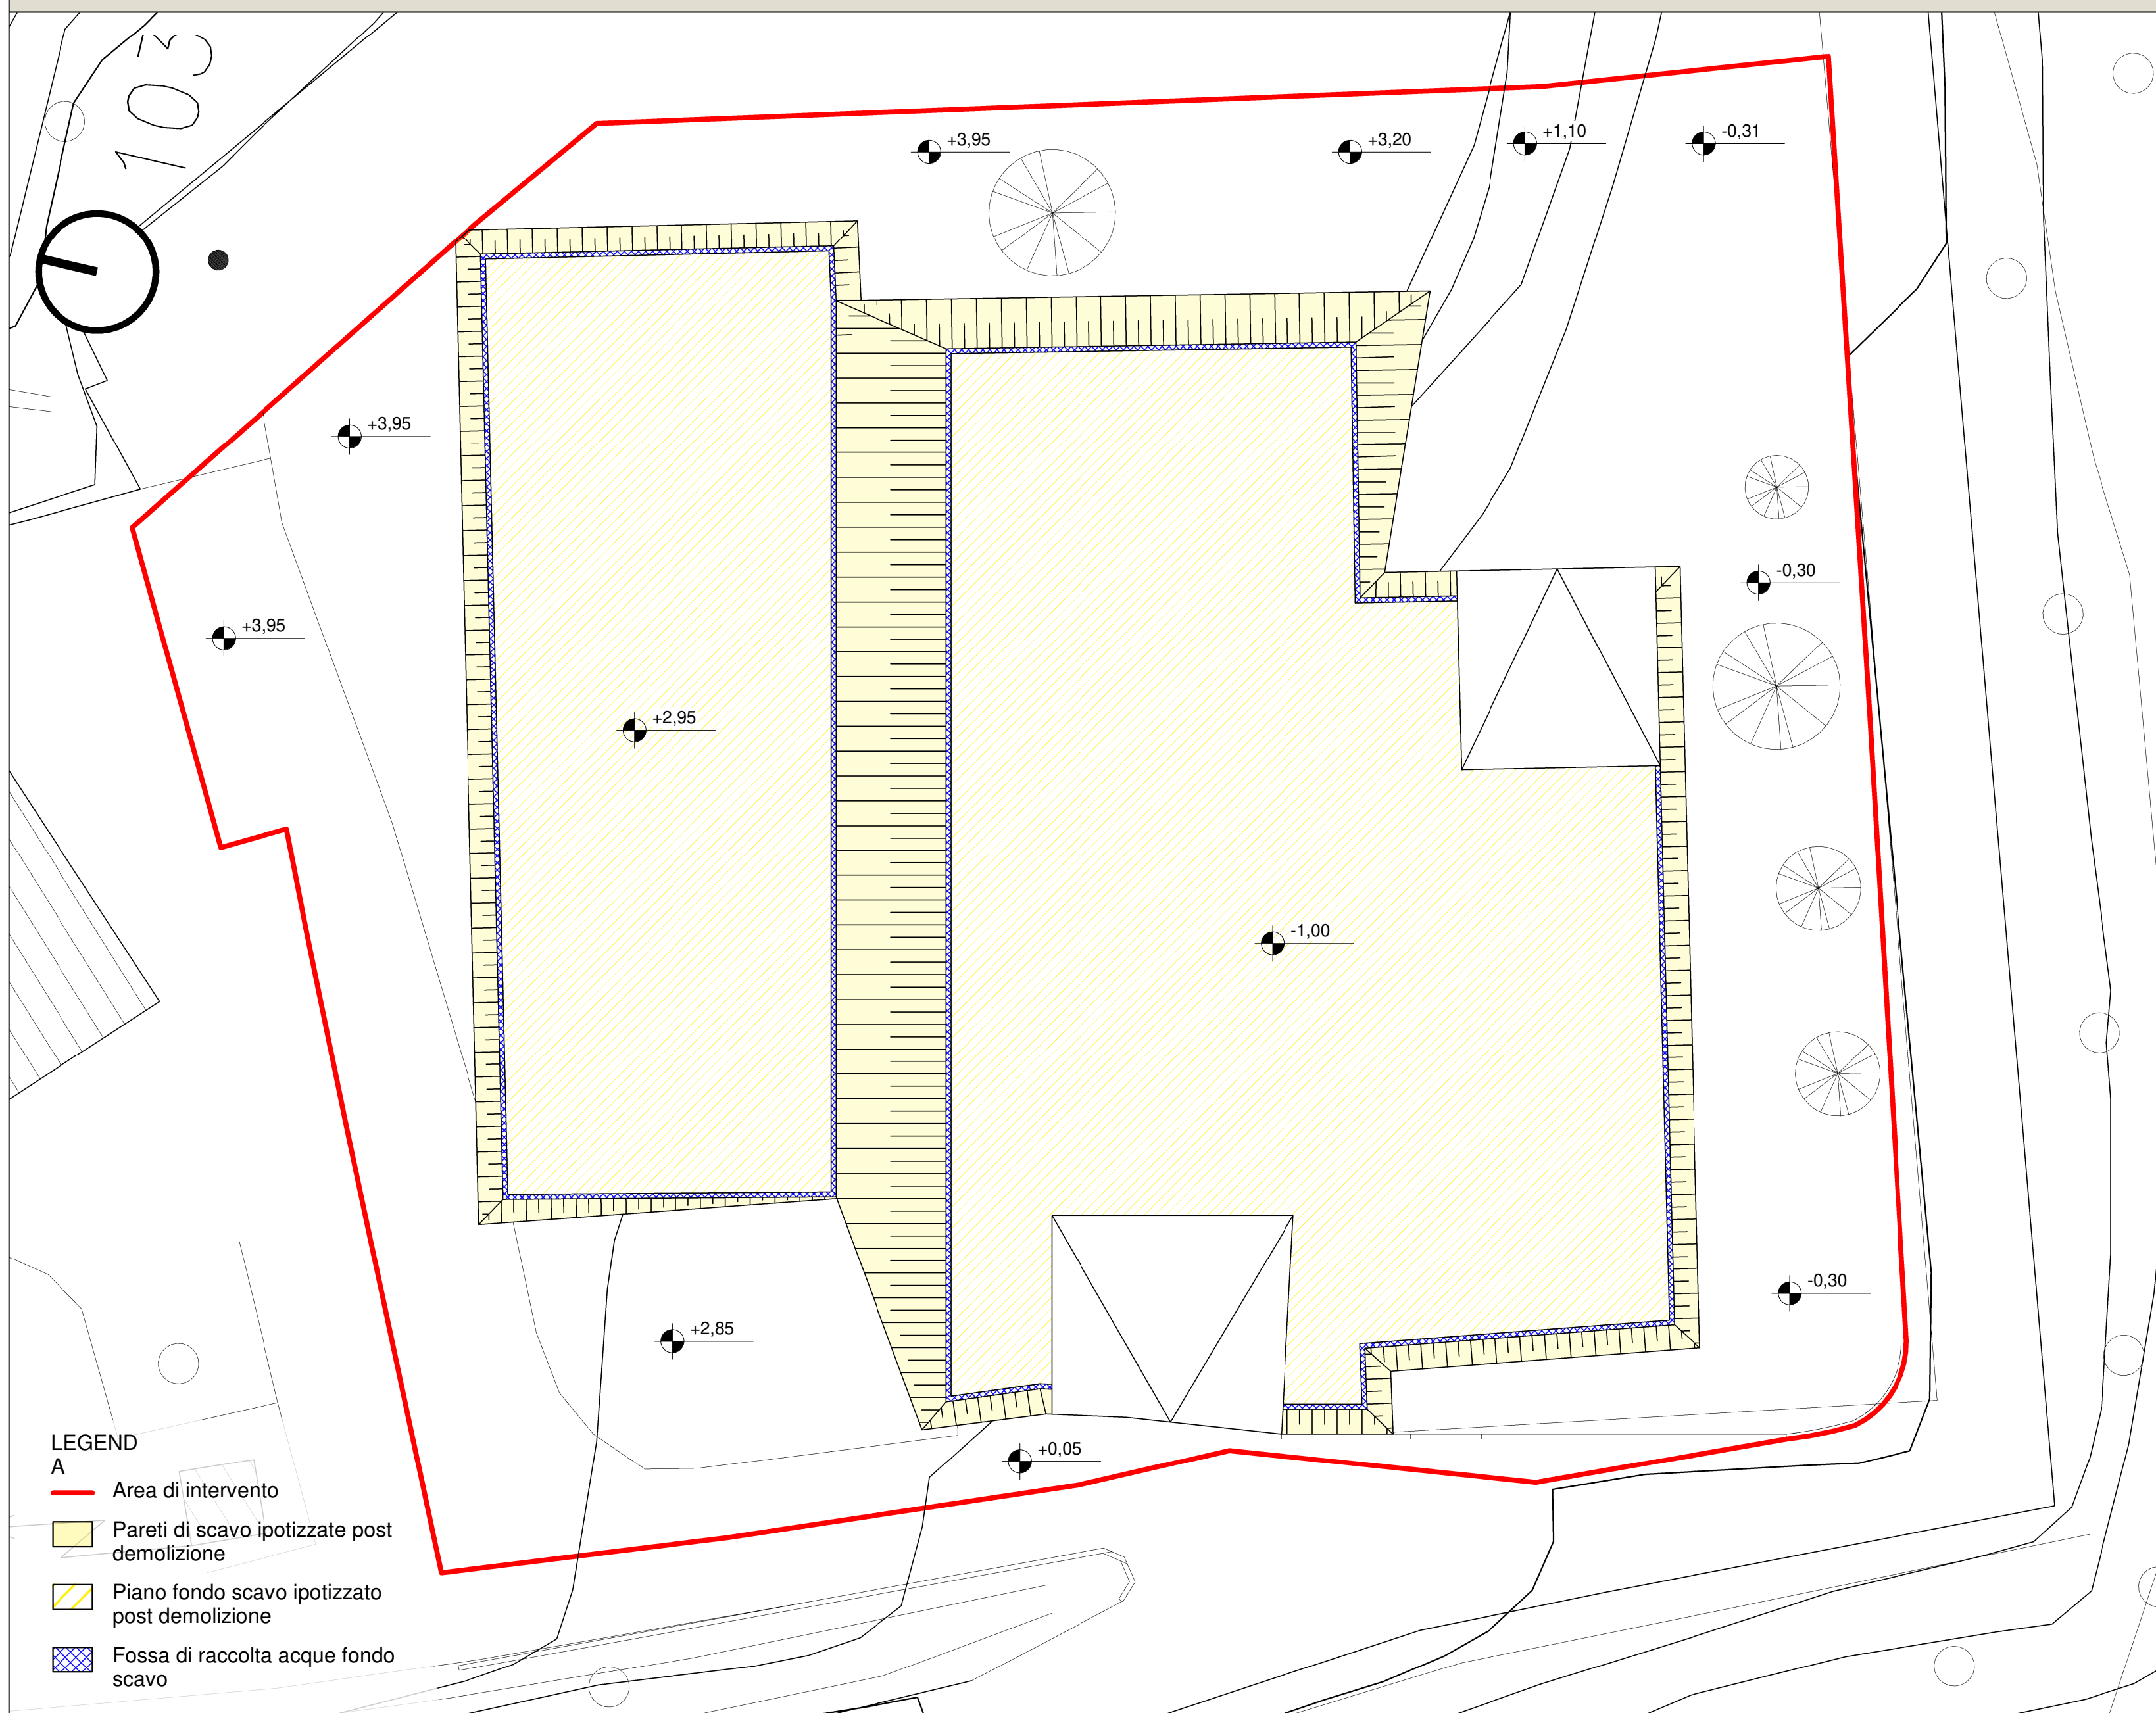 103
+3,95
+3,20
+1,10
-0,31
+3,95
-0,30
+3,95
+2,95
-1,00
-0,30
+2,85
+0,05
LEGEND
A
Area di intervento
Pareti di scavo ipotizzate post
demolizione
Piano fondo scavo ipotizzato
post demolizione
Fossa di raccolta acque fondo
scavo